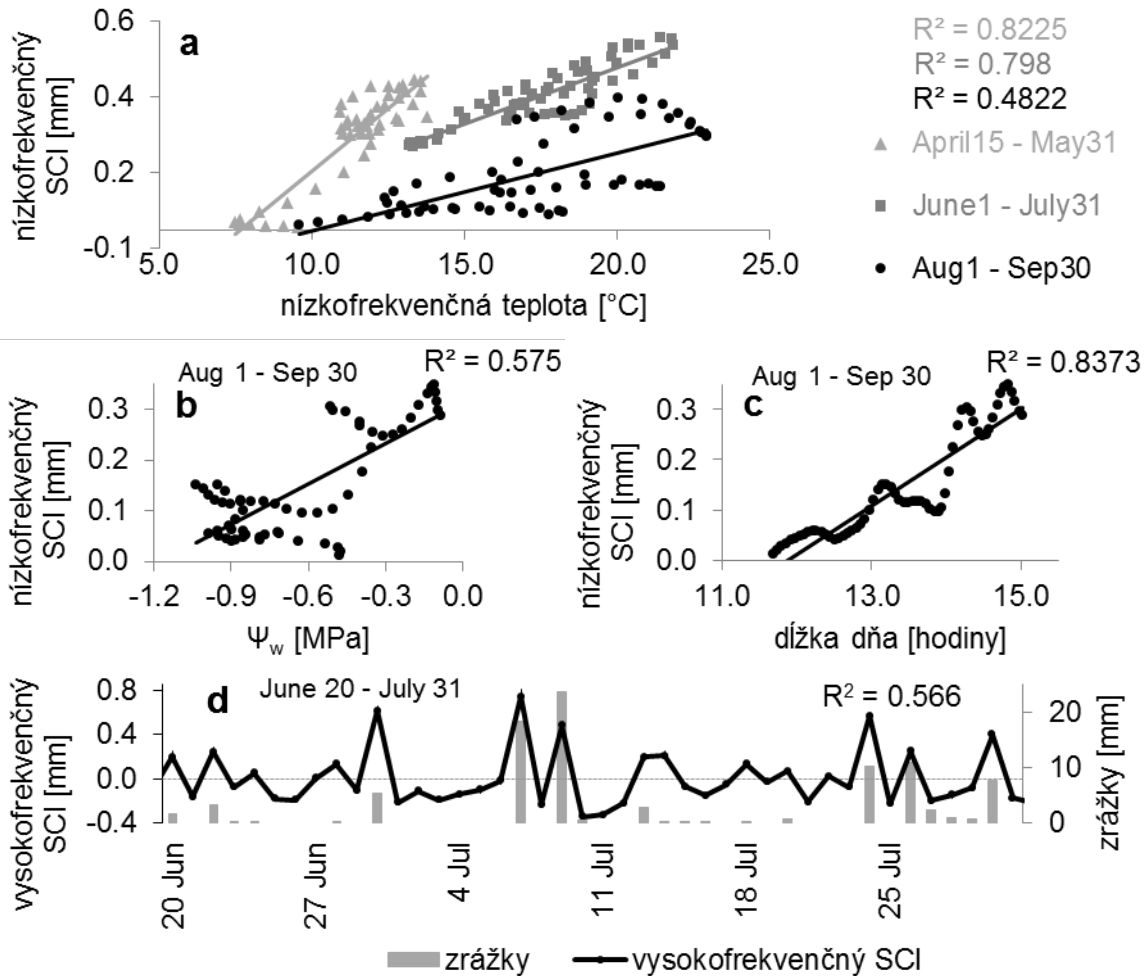 nízkofrekvenčný
SCI [mm]
0.6
0.4
0.2
-0.1
a
R² = 0.8225
R² = 0.798
R² = 0.4822
April15 - May31
June1 - July31
Aug1 - Sep30
5.0 10.0 15.0 20.0 25.0
nízkofrekvenčná teplota [°C]
nízkofrekvenčný
SCI [mm]
Aug 1 - Sep 30
R² = 0.575
b
0.3
0.2
0.1
0.0
-1.2 -0.9 -0.6 -0.3 0.0
Ψw [MPa]
nízkofrekvenčný
SCI [mm]
Aug 1 - Sep 30
R² = 0.8373
c
0.3
0.2
0.1
0.0
11.0 13.0 15.0
dĺžka dňa [hodiny]
vysokofrekvenčný
SCI [mm]
0.8
0.4
0.0
-0.4
d
June 20 - July 31
R² = 0.566
20
10
0
zrážky [mm]
20 Jun
27 Jun
4 Jul
11 Jul
18 Jul
25 Jul
zrážky
vysokofrekvenčný SCI